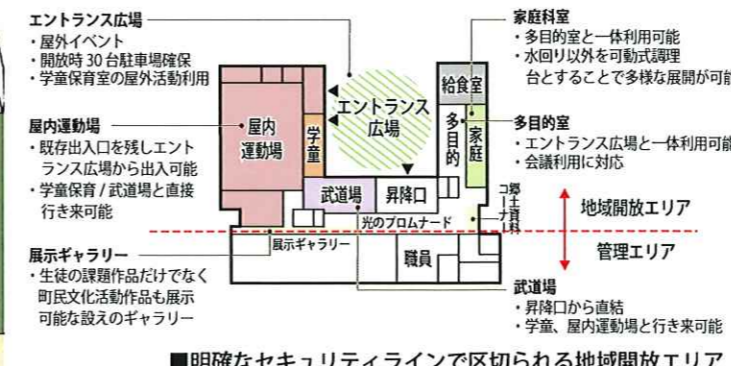 エントランス広場
・屋外イベント
・開放時 30 台駐車場確保
・学童保育室の屋外活動利用
屋内運動場
・既存出入口を残しエント
ランス広場から出入可能
・学童保育 / 武道場と直接
行き来可能
展示ギャラリー
・生徒の課題作品だけでなく
町民文化活動作品も展示
可能な設えのギャラリー
屋内
運動場
学童
エントランス
広場
給食室
多目的
家庭
武道場
昇降口
郷土資料
コーナー
光のプロムナード
展示ギャラリー
職員
家庭科室
・多目的室と一体利用可能
・水回り以外を可動式調理
台とすることで多様な展開が可能
多目的室
・エントランス広場と一体利用可能
・会議利用に対応
地域開放エリア
管理エリア
武道場
・昇降口から直結
・学童、屋内運動場と行き来可能
■明確なセキュリティラインで区切られる地域開放エリア